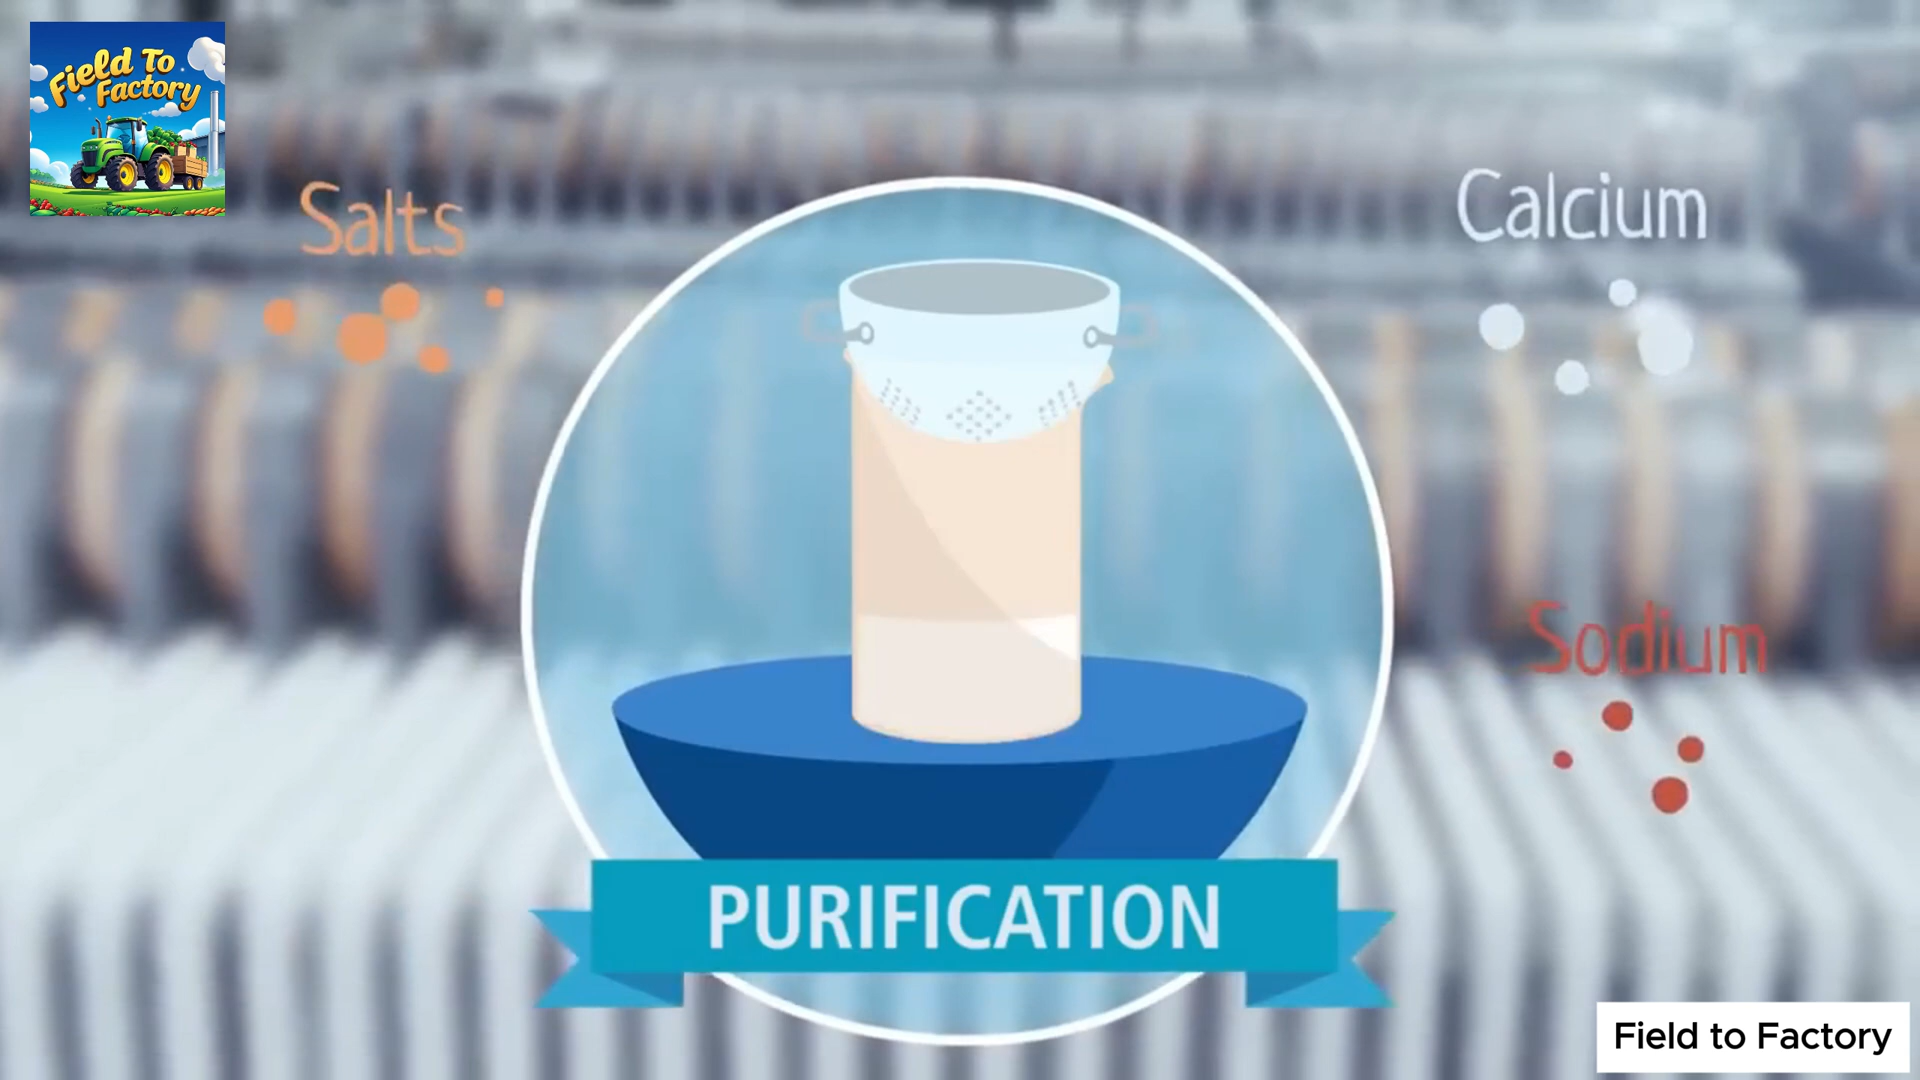 Field To
Factory
Salts
Calcium
Sodium
PURIFICATION
Field to Factory